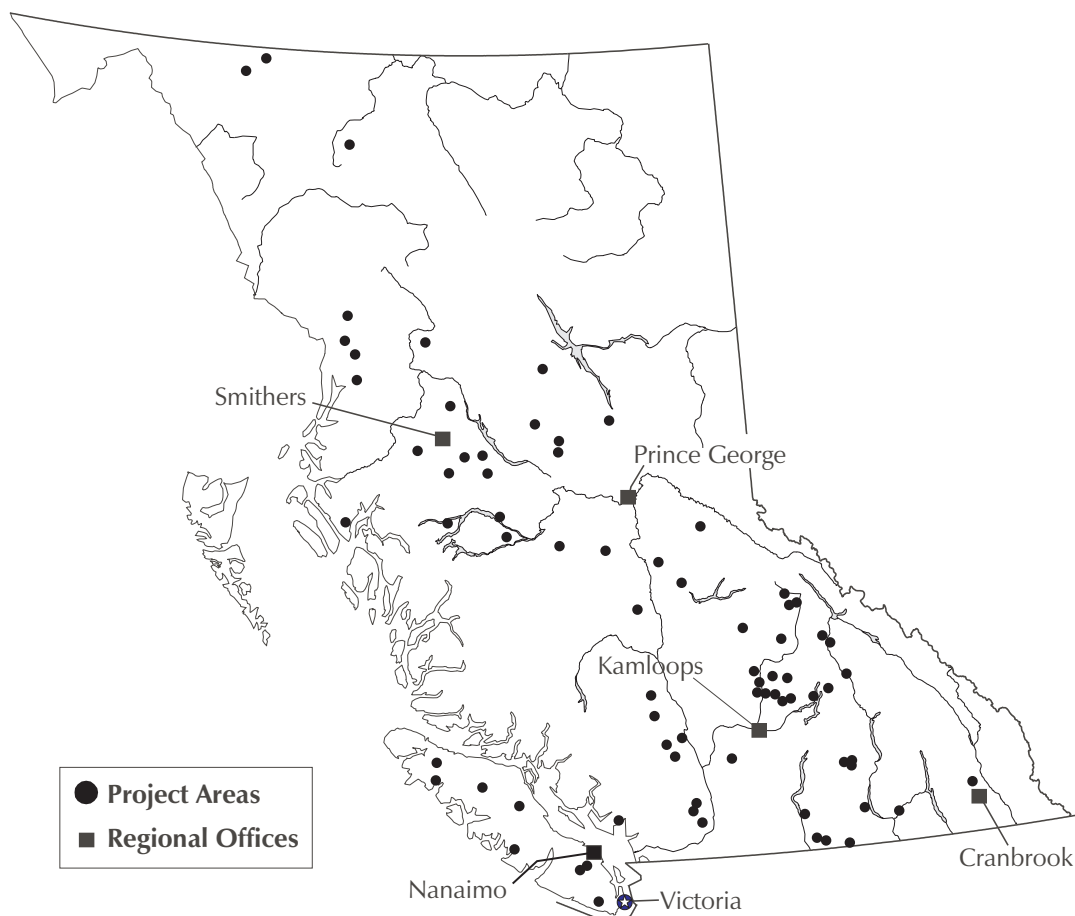 Smithers
Prince George
Kamloops
Project Areas
Regional Offices
Cranbrook
Nanaimo
Victoria